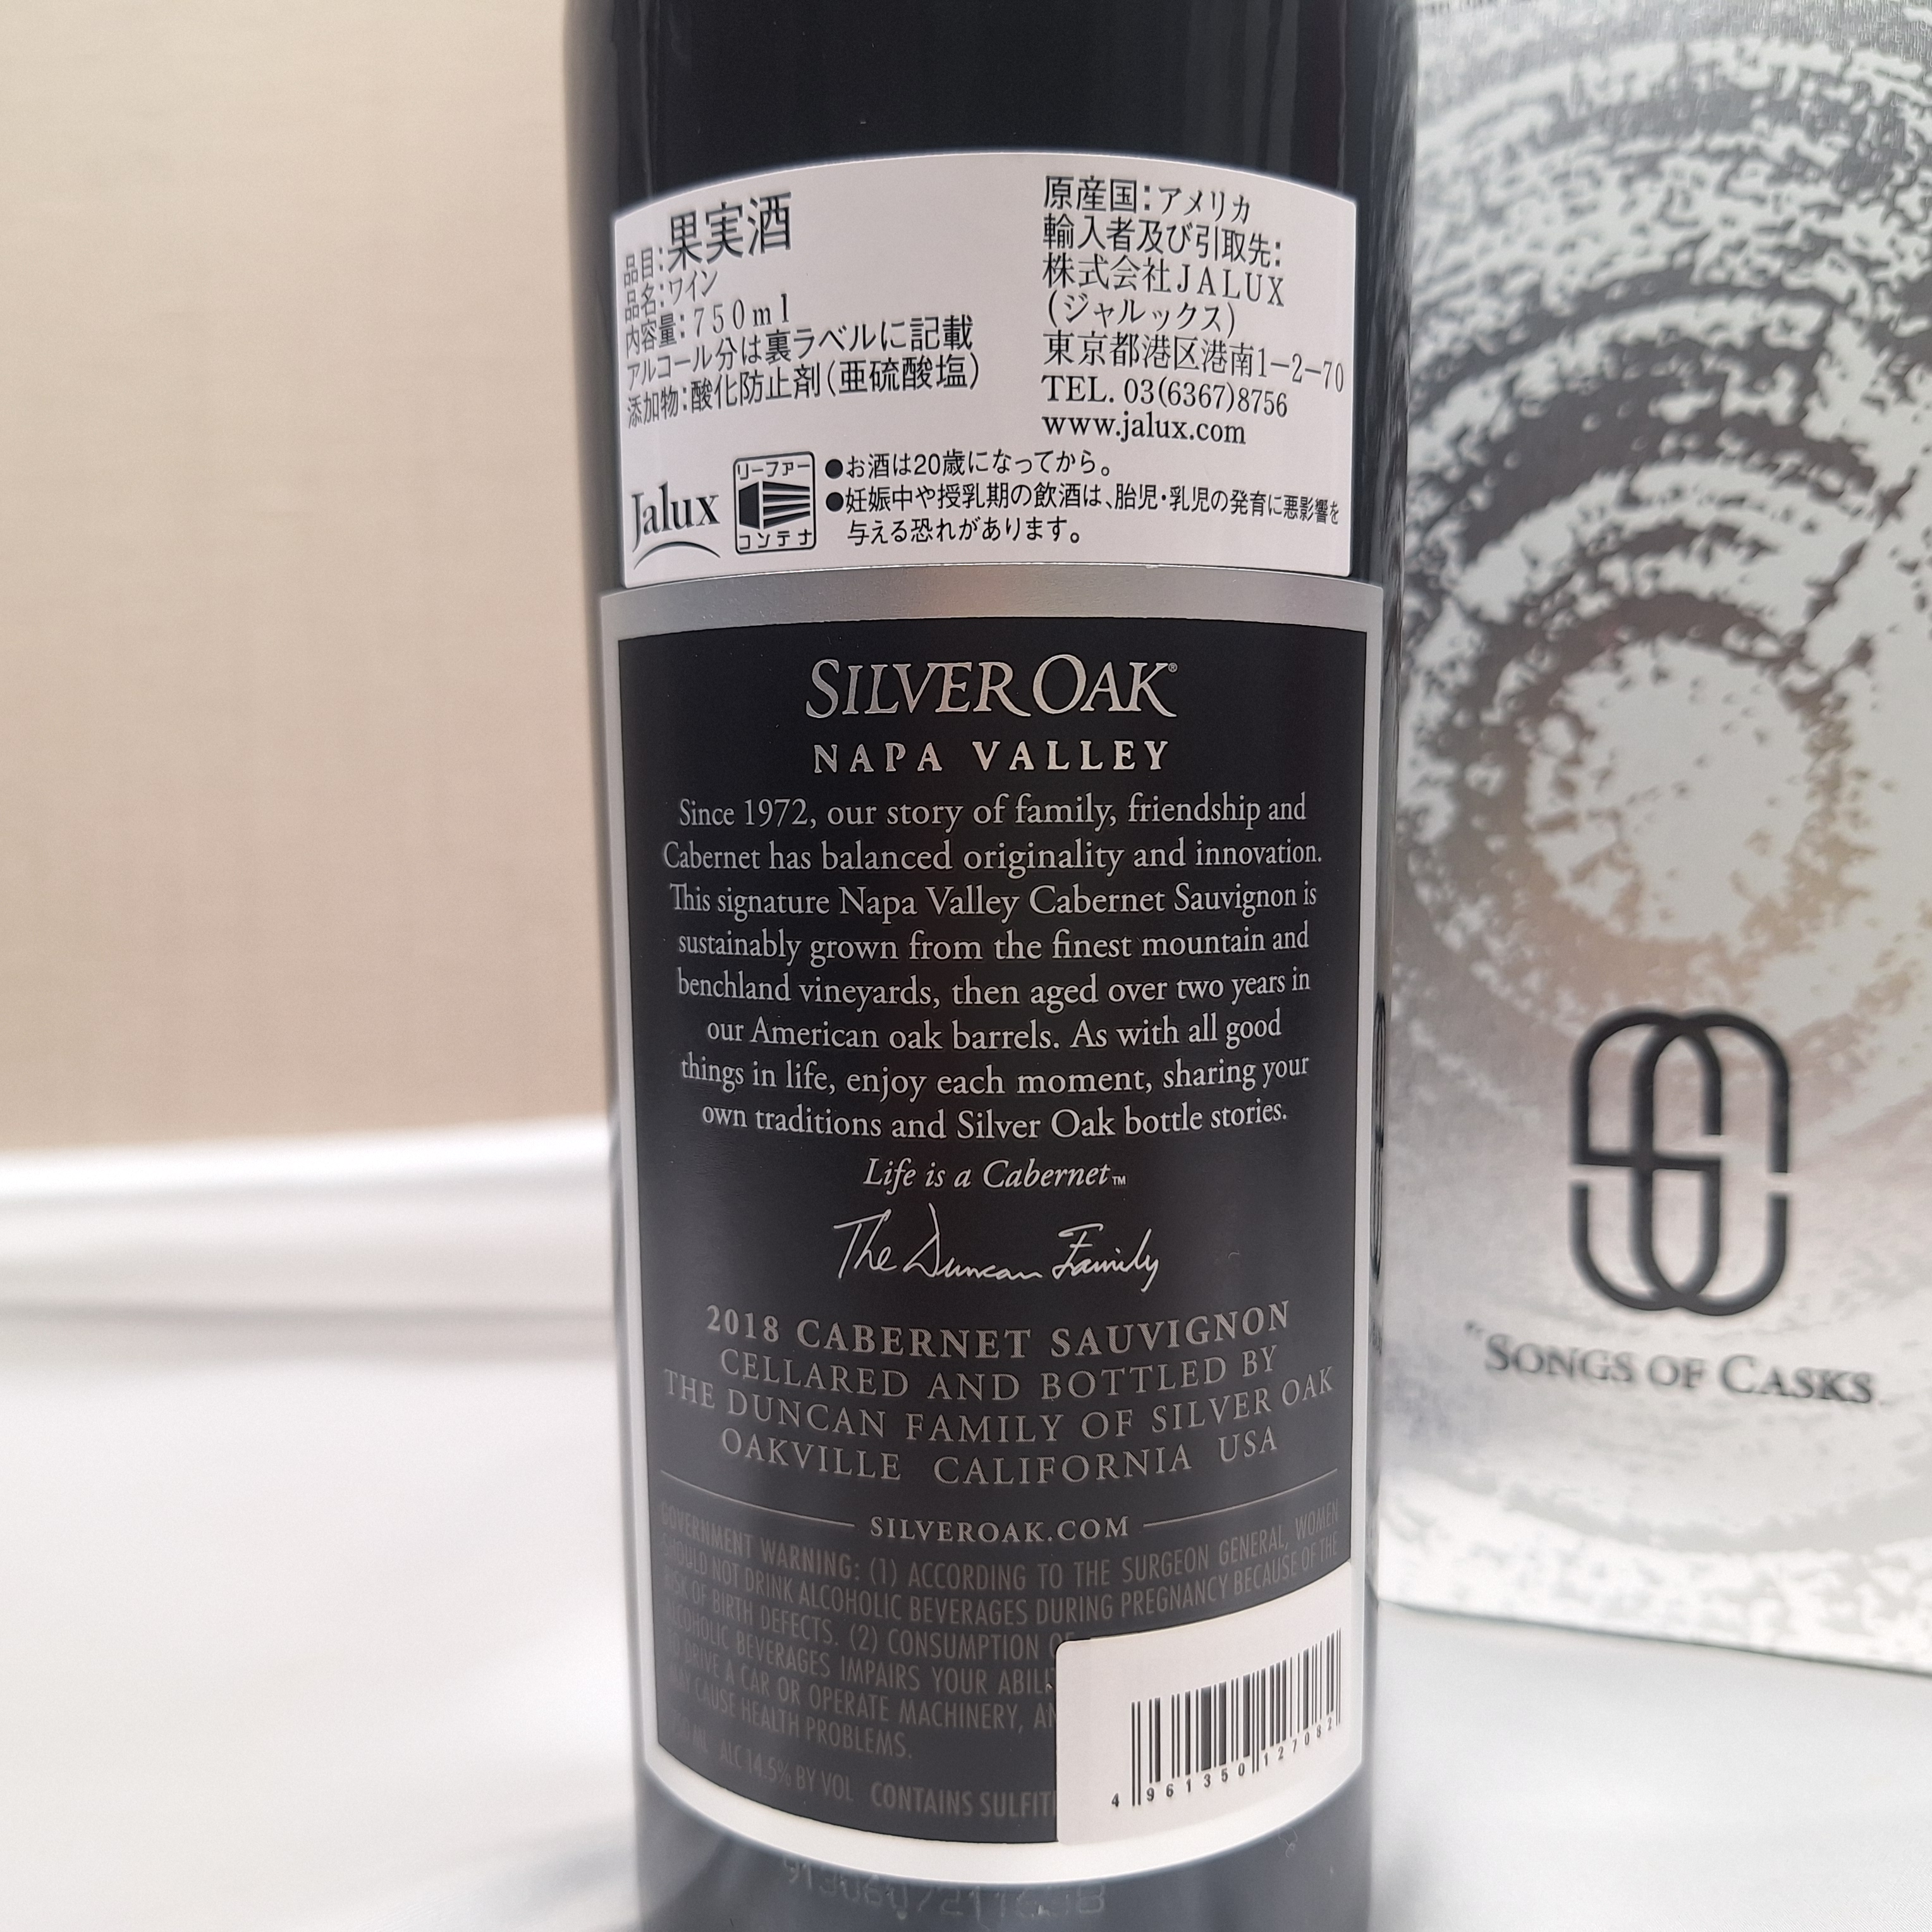 品目:果実酒
品名:ワイン
内容量:750ml
アルコール分は裏ラベルに記載
添加物:酸化防止剤(亜硫酸塩)
原産国:アメリカ
輸入者及び引取先:
株式会社JALUX
(ジャルックス)
東京都港区港南1-2-70
TEL. 03(6367)8756
www.jalux.com
Jalux
リーファー
コンテナ
●お酒は20歳になってから。
●妊娠中や授乳期の飲酒は、胎児・乳児の発育に悪影響を
与える恐れがあります。
SILVER OAK®
NAPA VALLEY
Since 1972, our story of family, friendship and
Cabernet has balanced originality and innovation.
This signature Napa Valley Cabernet Sauvignon is
sustainably grown from the finest mountain and
benchland vineyards, then aged over two years in
our American oak barrels. As with all good
things in life, enjoy each moment, sharing your
own traditions and Silver Oak bottle stories.
Life is a Cabernet™
The Duncan Family
2018 CABERNET SAUVIGNON
CELLARED AND BOTTLED BY
THE DUNCAN FAMILY OF SILVER OAK
OAKVILLE CALIFORNIA USA
SILVEROAK.COM
GOVERNMENT WARNING: (1) ACCORDING TO THE SURGEON GENERAL, WOMEN
SHOULD NOT DRINK ALCOHOLIC BEVERAGES DURING PREGNANCY BECAUSE OF THE
RISK OF BIRTH DEFECTS. (2) CONSUMPTION OF
ALCOHOLIC BEVERAGES IMPAIRS YOUR
TO DRIVE A CAR OR OPERATE MACHINERY,
MAY CAUSE HEALTH PROBLEMS.
ML ALC 14.5% BY VOL CONTAINS
4 961350 127082
"SONGS OF CASKS